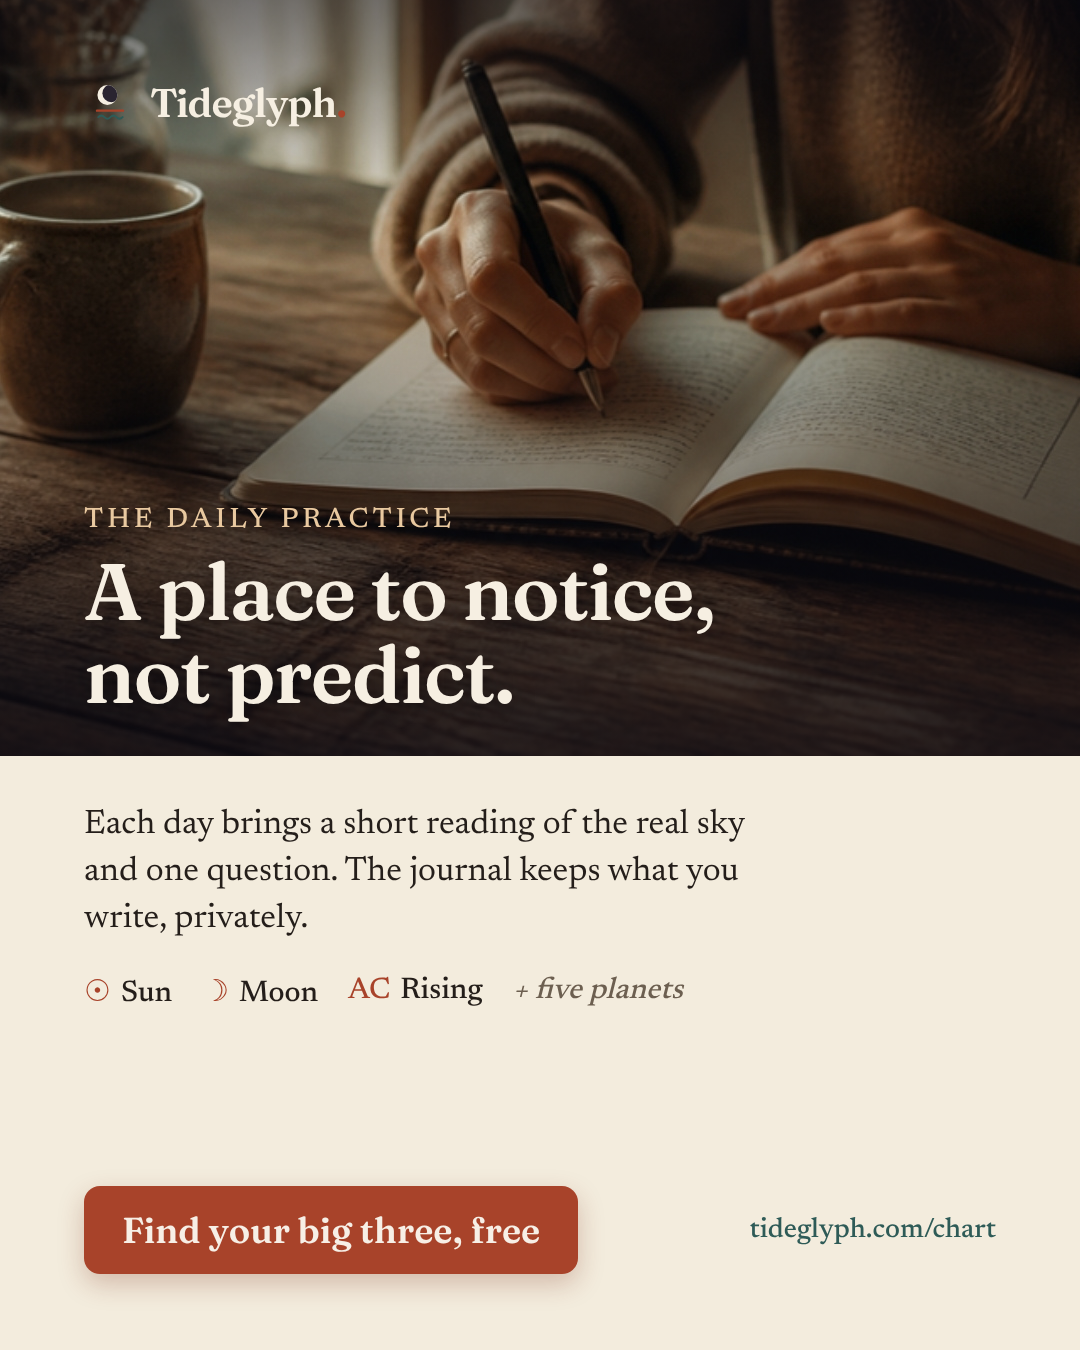 Tideglyph.
THE DAILY PRACTICE
A place to notice,
not predict.
Each day brings a short reading of the real sky
and one question. The journal keeps what you
write, privately.
☉ Sun ☽ Moon AC Rising + five planets
Find your big three, free
tideglyph.com/chart